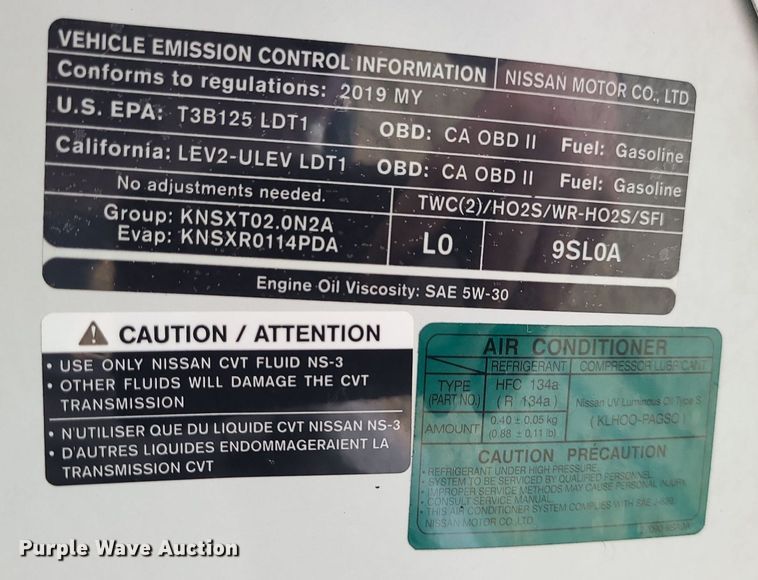 VEHICLE EMISSION CONTROL INFORMATION NISSAN MOTOR CO., LTD
Conforms to regulations: 2019 MY
U.S. EPA: T3B125 LDT1 OBD: CA OBD II Fuel: Gasoline
California: LEV2-ULEV LDT1 OBD: CA OBD II Fuel: Gasoline
No adjustments needed. TWC(2)/HO2S/WR-HO2S/SFI
Group: KNSXT02.0N2A
Evap: KNSXR0114PDA
L0 9SL0A
Engine Oil Viscosity: SAE 5W-30
CAUTION / ATTENTION
• USE ONLY NISSAN CVT FLUID NS-3
• OTHER FLUIDS WILL DAMAGE THE CVT
TRANSMISSION
• N'UTILISER QUE DU LIQUIDE CVT NISSAN NS-3
• D'AUTRES LIQUIDES ENDOMMAGERAIENT LA
TRANSMISSION CVT
AIR CONDITIONER
REFRIGERANT COMPRESSOR LUBRICANT
TYPE HFC 134a Nissan UV Luminous Oil Type S
(PART NO.) ( R 134a )
AMOUNT 0.40 ± 0.05 kg
(0.88 ± 0.11 lb)
CAUTION PRÉCAUTION
• REFRIGERANT UNDER HIGH PRESSURE.
• SYSTEM TO BE SERVICED BY QUALIFIED PERSONNEL.
• IMPROPER SERVICE METHODS MAY CAUSE PERSONAL INJURY.
• CONSULT SERVICE MANUAL.
• THIS AIR CONDITIONER SYSTEM COMPLIES WITH SAE
NISSAN MOTOR CO.,LTD.
Purple Wave Auction